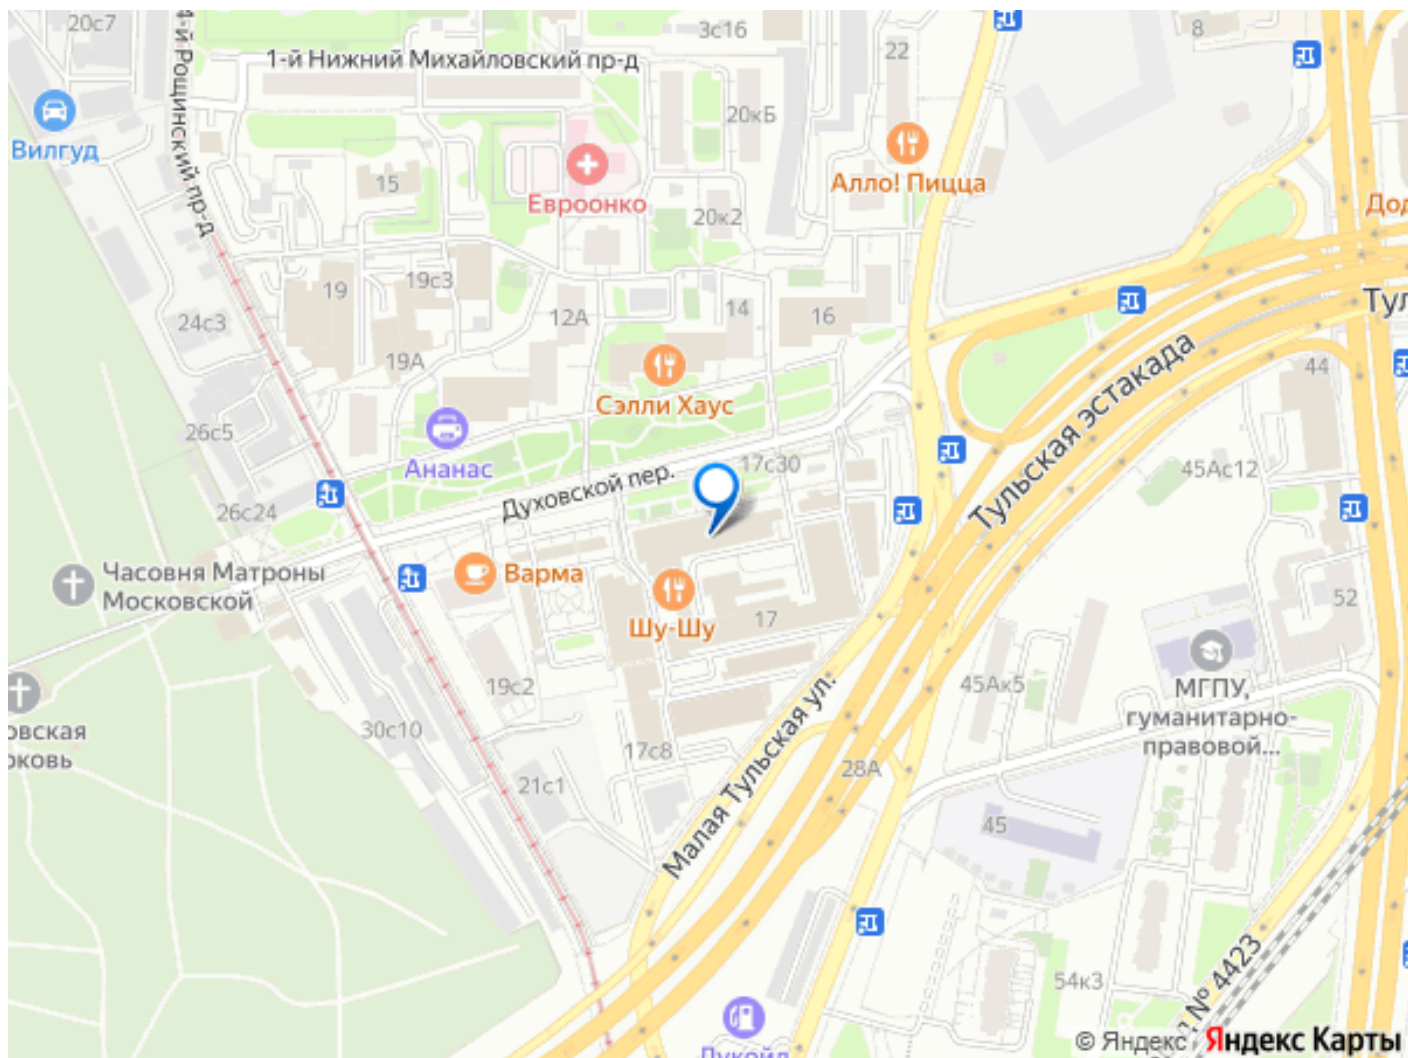 20с7
4-й Рощинский пр-д
3с16
22
8
1-й Нижний Михайловский пр-д
20кБ
Вилгуд
15
Евроонко
Алло! Пицца
20к2
19
19с3
12А
14
16
24с3
19А
Сэлли Хаус
44
Тульская эстакада
26с5
Ананас
17с30
45Ас12
Духовской пер.
26с24
Часовня Матроны
Московской
Варма
Шу-Шу
17
52
19с2
45Ак5
МГПУ,
гуманитарно-
правовой...
30с10
17с8
Малая Тульская ул.
28А
21с1
45
54к3
№ 4423
© Яндекс
Яндекс Карты